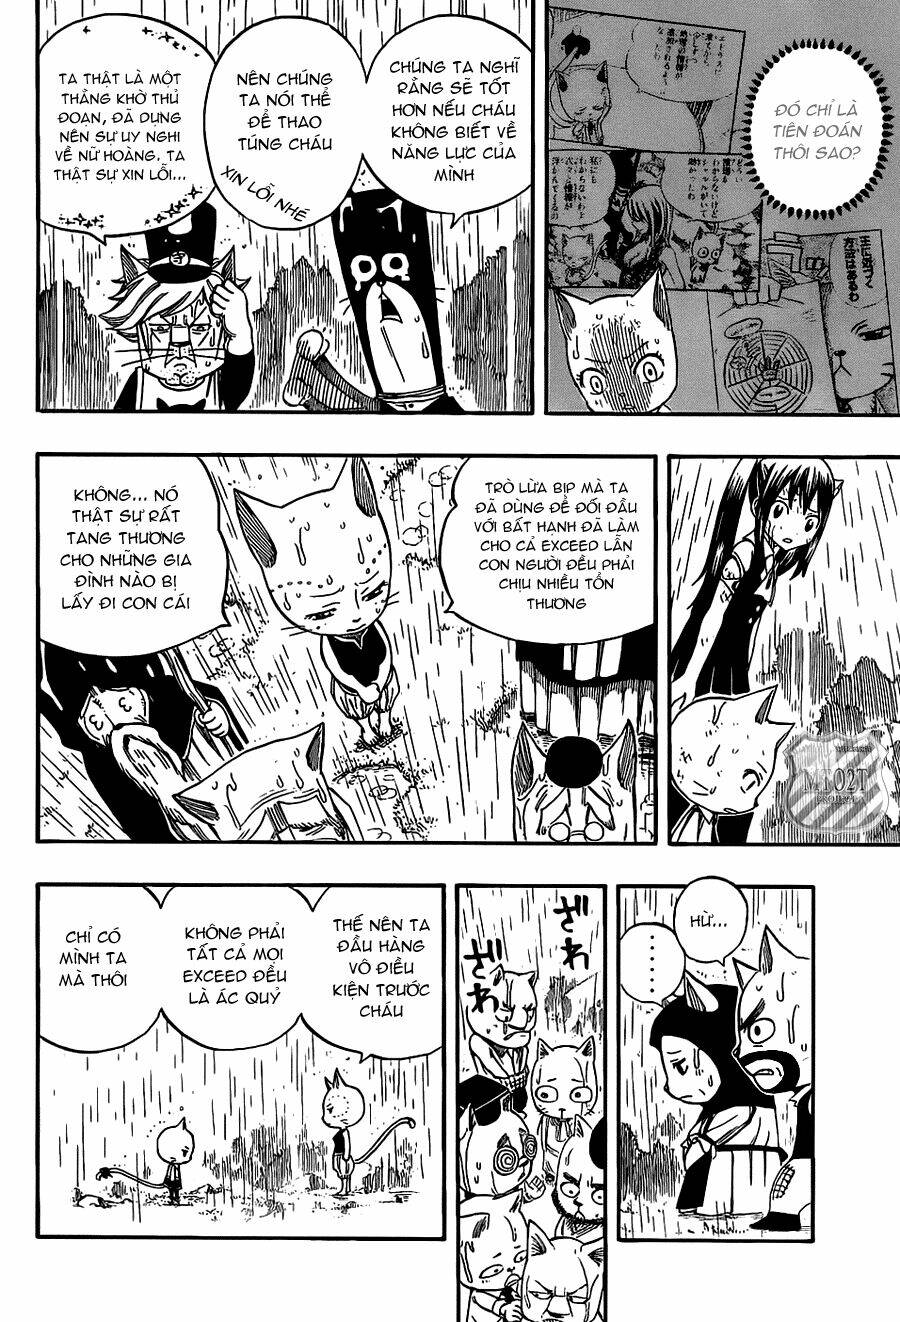 ĐÓ CHỈ LÀ
TIÊN ĐOÁN
THÔI SAO?
CHÚNG TA NGHĨ
RẰNG SẼ TỐT
HƠN NẾU CHÁU
KHÔNG BIẾT VỀ
NĂNG LỰC CỦA
MÌNH
NÊN CHÚNG
TA NÓI THẾ
ĐỂ THAO
TÚNG CHÁU
XIN LỖI NHÉ
TA THẬT LÀ MỘT
THẰNG KHỜ THỦ
ĐOẠN, ĐÃ DỰNG
NÊN SỰ UY NGHI
VỀ NỮ HOÀNG. TA
THẬT SỰ XIN LỖI...
TRÒ LỪA BỊP MÀ TA
ĐÃ DÙNG ĐỂ ĐỐI ĐẦU
VỚI BẤT HẠNH ĐÃ LÀM
CHO CẢ EXCEED LẪN
CON NGƯỜI ĐỀU PHẢI
CHỊU NHIỀU TỔN
THƯƠNG
KHÔNG... NÓ
THẬT SỰ RẤT
TANG THƯƠNG
CHO NHỮNG GIA
ĐÌNH NÀO BỊ
LẤY ĐI CON CÁI
MT02T
HỪ...
......
ざわ
ざわ
THẾ NÊN TA
ĐẦU HÀNG
VÔ ĐIỀU
KIỆN TRƯỚC
CHÁU
KHÔNG PHẢI
TẤT CẢ MỌI
EXCEED ĐỀU
LÀ ÁC QUỶ
CHỈ CÓ
MÌNH TA
MÀ THÔI